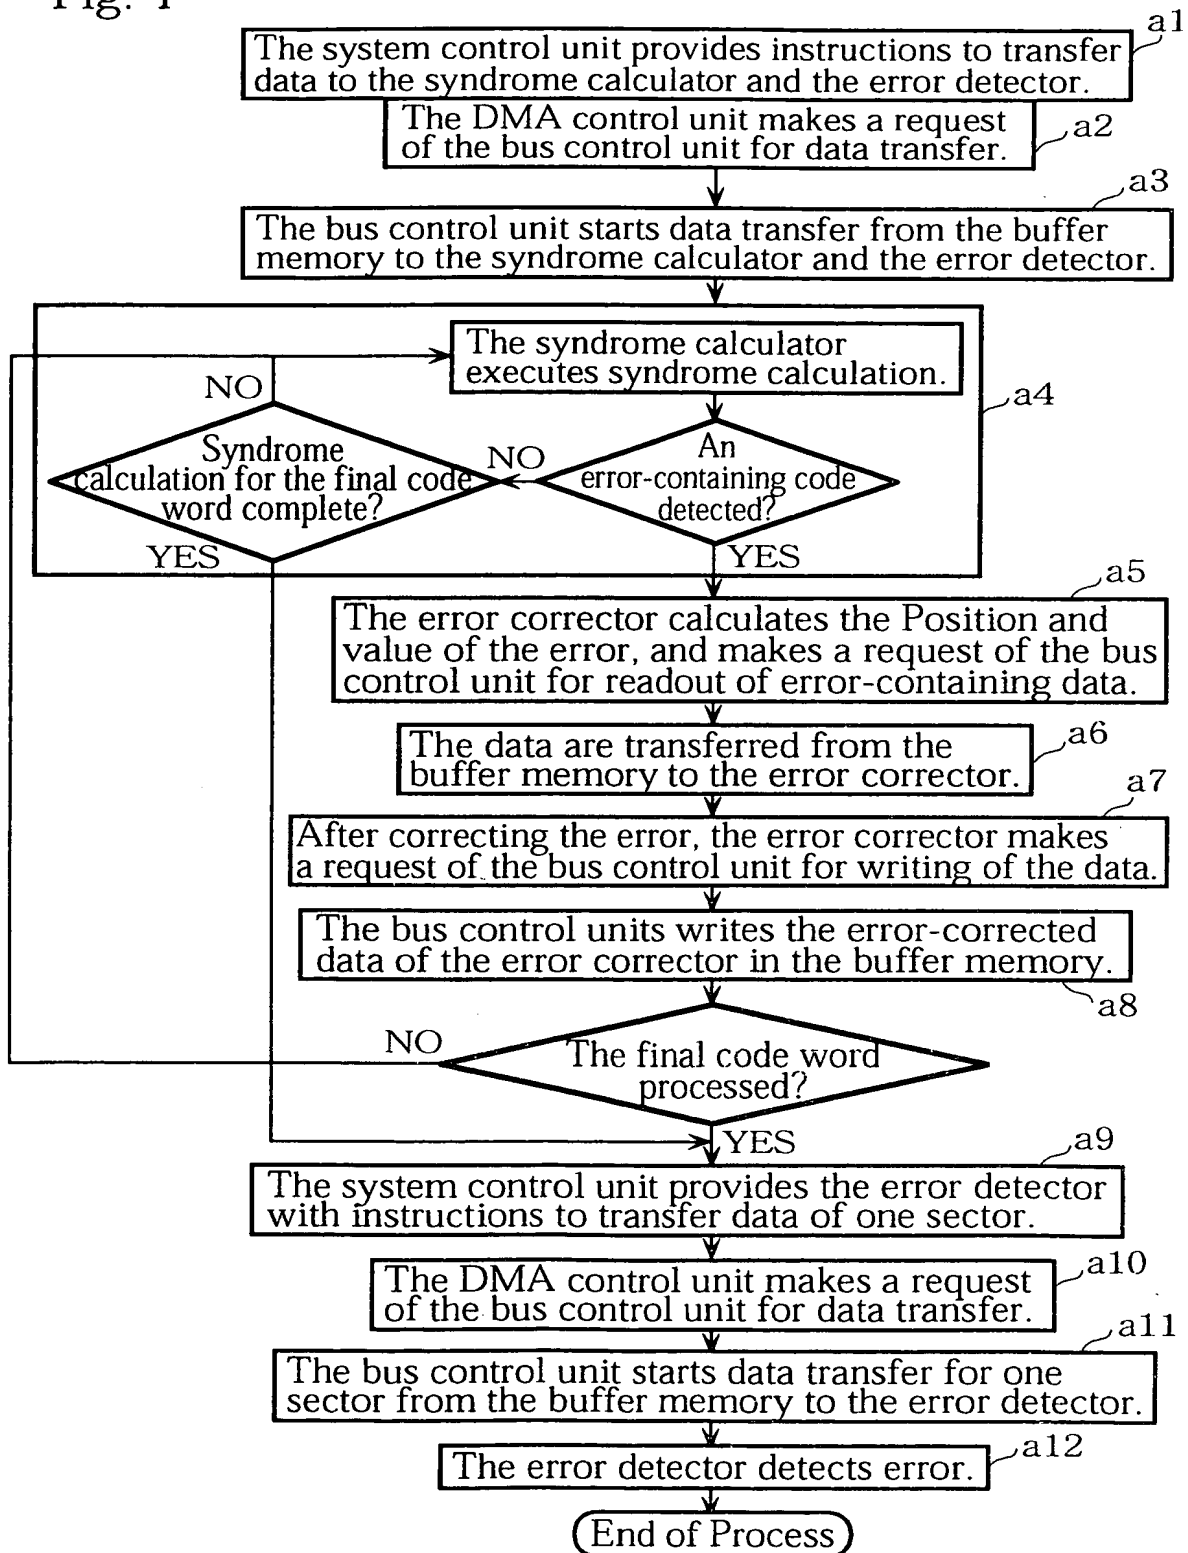 Fig.
a1
The system control unit provides instructions to transfer
data to the syndrome calculator and the error detector.
The DMA control unit makes a request
of the bus control unit for data transfer.
a2
a3
The bus control unit starts data transfer from the buffer
memory to the syndrome calculator and the error detector.
The syndrome calculator
executes syndrome calculation.
a4
NO
Syndrome
calculation for the final code
word complete?
NO
An
error-containing code
detected?
YES
YES
a5
The error corrector calculates the Position and
value of the error, and makes a request of the bus
control unit for readout of error-containing data.
a6
The data are transferred from the
buffer memory to the error corrector.
a7
After correcting the error, the error corrector makes
a request of the bus control unit for writing of the data.
The bus control units writes the error-corrected
data of the error corrector in the buffer memory.
a8
NO
The final code word
processed?
YES
a9
The system control unit provides the error detector
with instructions to transfer data of one sector.
a10
The DMA control unit makes a request
of the bus control unit for data transfer.
a11
The bus control unit starts data transfer for one
sector from the buffer memory to the error detector.
a12
The error detector detects error.
End of Process